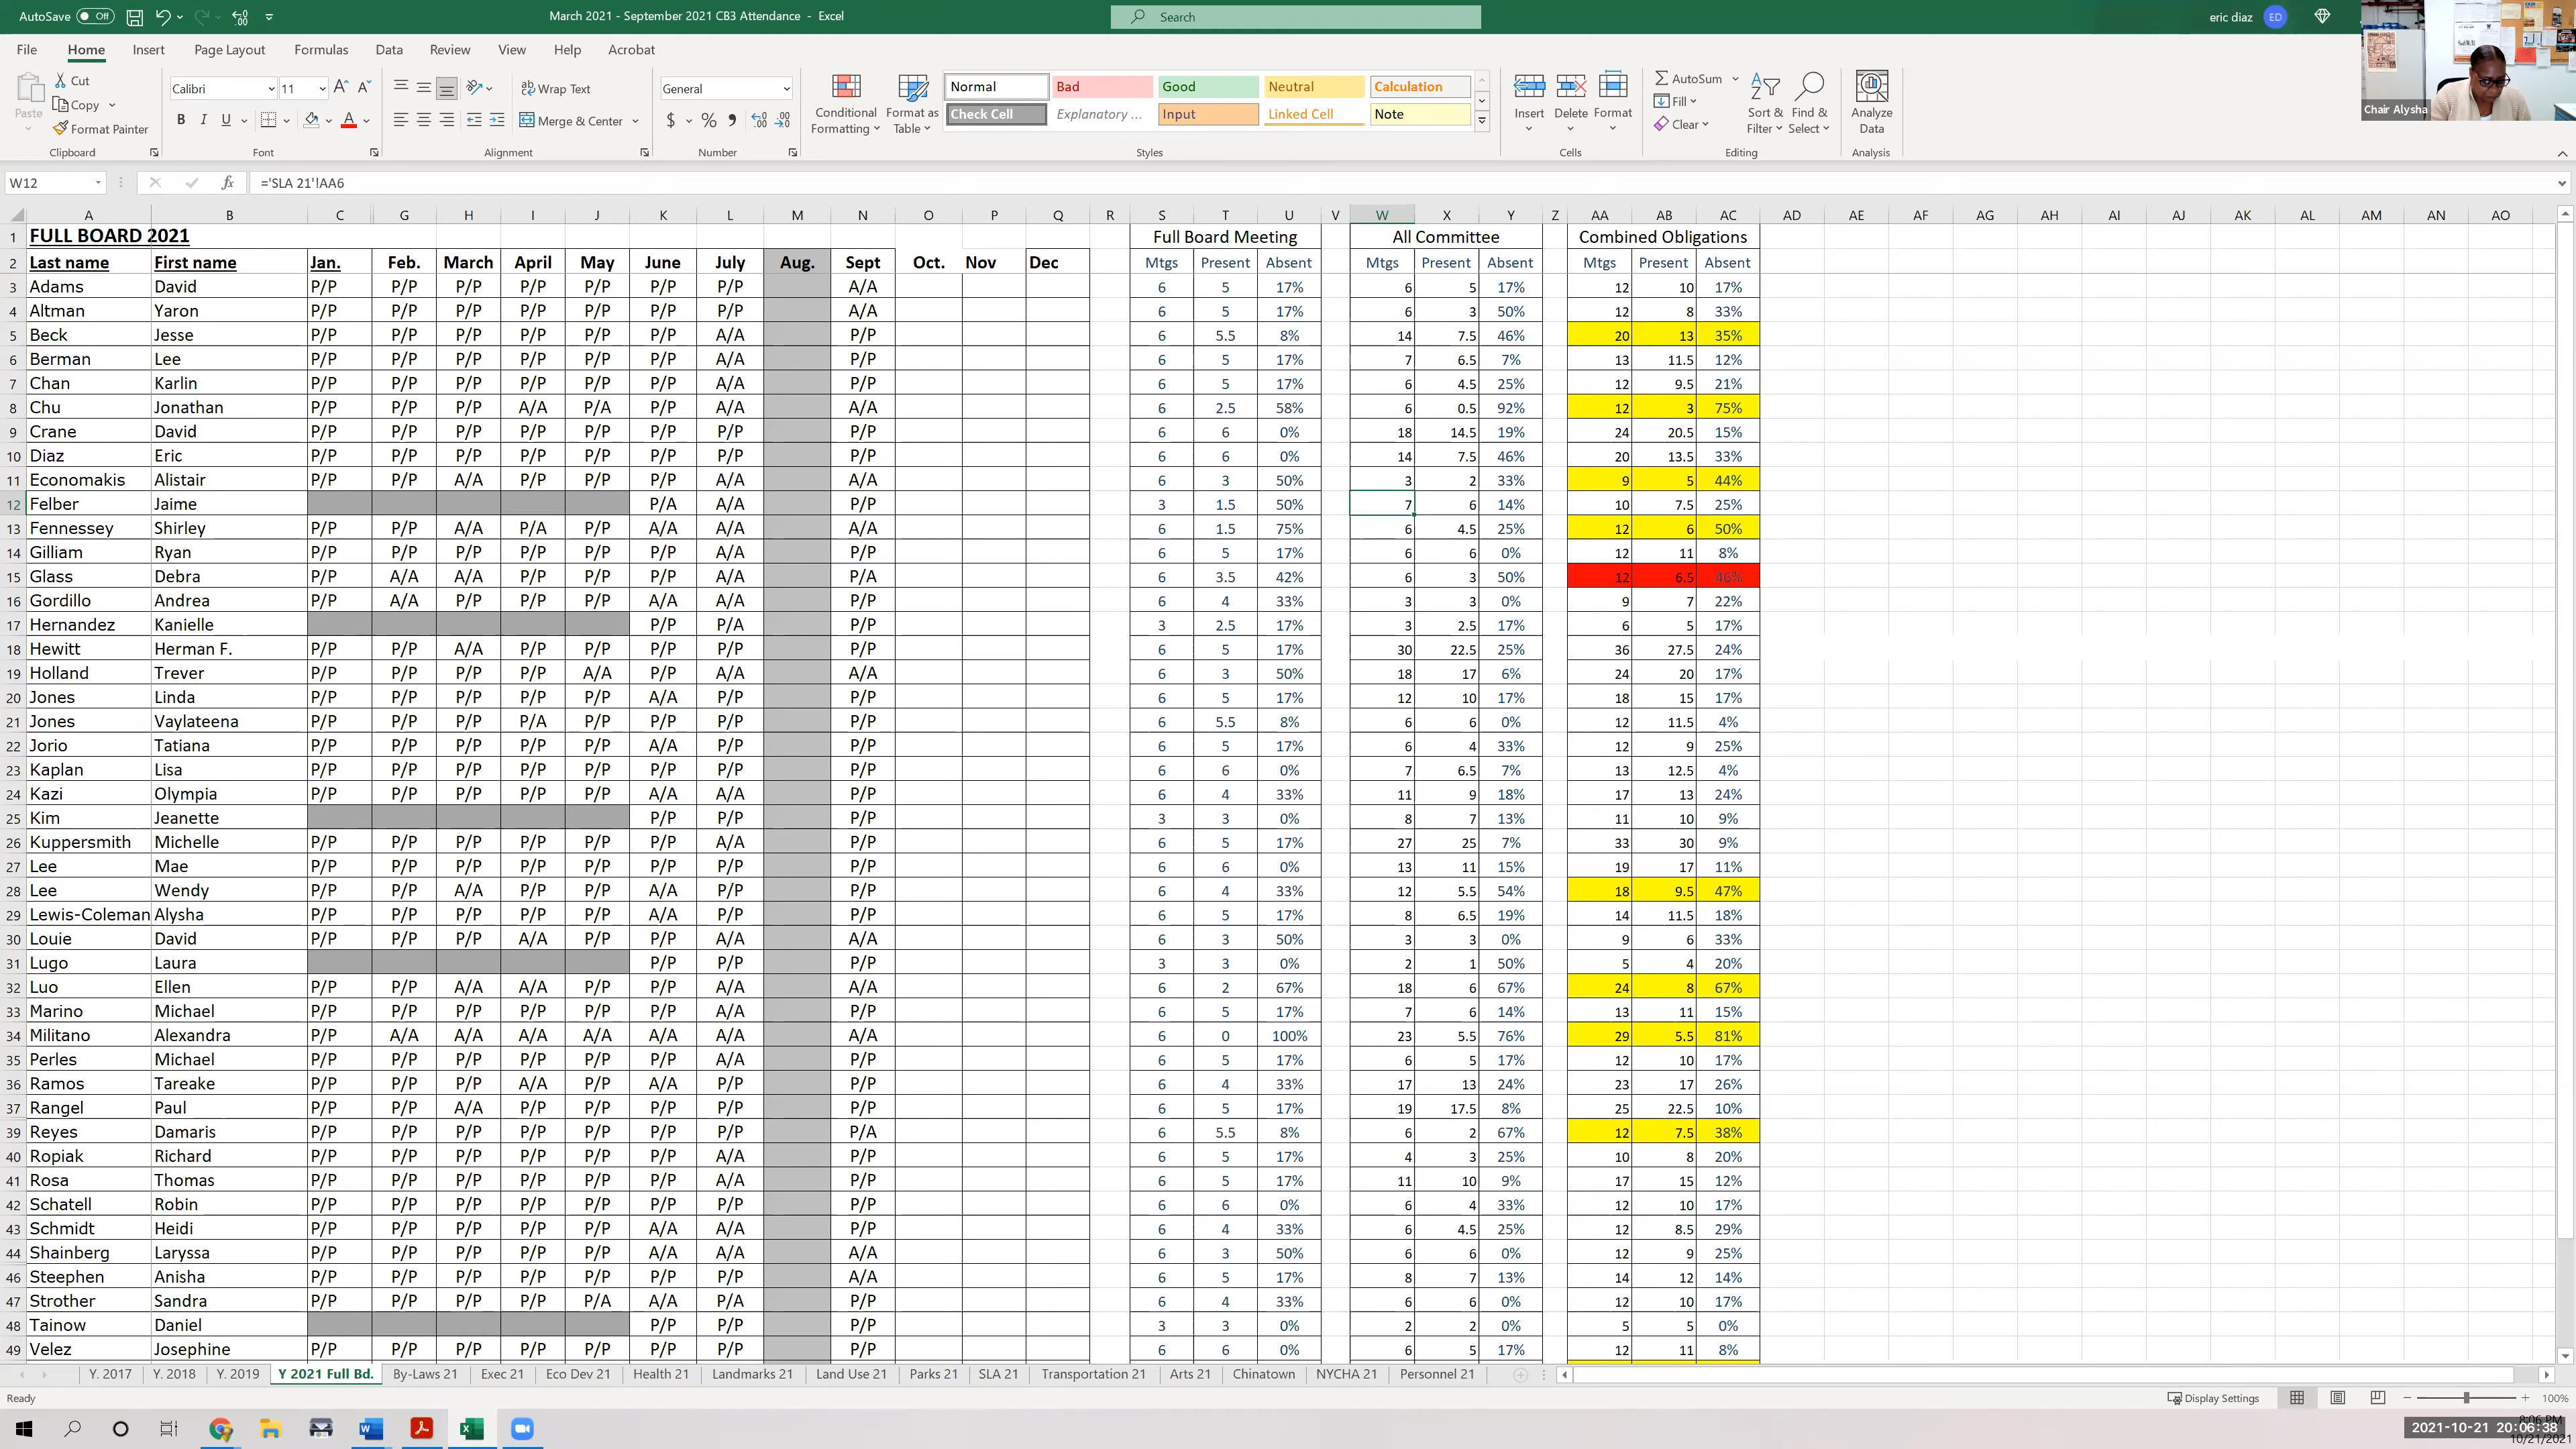 AutoSave Off March 2021 - September 2021 CB3 Attendance - Excel Search eric diaz ED
File Home Insert Page Layout Formulas Data Review View Help Acrobat
Paste Cut Copy Format Painter Clipboard
Calibri 11 B I U Font
Wrap Text Merge & Center Alignment
General $ % Number
Conditional Formatting Format as Table
Normal Bad Good Neutral Calculation
Check Cell Explanatory ... Input Linked Cell Note
Styles
Insert Delete Format Cells
AutoSum Fill Clear Sort & Filter Find & Select Editing
Analyze Data Analysis
Chair Alysha
W12 fx ='SLA 21'!AA6
A B C G H I J K L M N O P Q R S T U V W X Y Z AA AB AC AD AE AF AG AH AI AJ AK AL AM AN AO
1 FULL BOARD 2021 Full Board Meeting All Committee Combined Obligations
2 Last name First name Jan. Feb. March April May June July Aug. Sept Oct. Nov Dec Mtgs Present Absent Mtgs Present Absent Mtgs Present Absent
3 Adams David P/P P/P P/P P/P P/P P/P P/P A/A 6 5 17% 6 5 17% 12 10 17%
4 Altman Yaron P/P P/P P/P P/P P/P P/P P/P A/A 6 5 17% 6 3 50% 12 8 33%
5 Beck Jesse P/P P/P P/P P/P P/P P/P A/A P/P 6 5.5 8% 14 7.5 46% 20 13 35%
6 Berman Lee P/P P/P P/P P/P P/P P/P A/A P/P 6 5 17% 7 6.5 7% 13 11.5 12%
7 Chan Karlin P/P P/P P/P P/P P/P P/P A/A P/P 6 5 17% 6 4.5 25% 12 9.5 21%
8 Chu Jonathan P/P P/P P/P A/A P/A P/P A/A A/A 6 2.5 58% 6 0.5 92% 12 3 75%
9 Crane David P/P P/P P/P P/P P/P P/P P/P P/P 6 6 0% 18 14.5 19% 24 20.5 15%
10 Diaz Eric P/P P/P P/P P/P P/P P/P P/P P/P 6 6 0% 14 7.5 46% 20 13.5 33%
11 Economakis Alistair P/P P/P A/A P/P P/P P/P A/A A/A 6 3 50% 3 2 33% 9 5 44%
12 Felber Jaime P/A A/A P/P 3 1.5 50% 7 6 14% 10 7.5 25%
13 Fennessey Shirley P/P P/P A/A P/A P/P A/A A/A A/A 6 1.5 75% 6 4.5 25% 12 6 50%
14 Gilliam Ryan P/P P/P P/P P/P P/P P/P A/A P/P 6 5 17% 6 6 0% 12 11 8%
15 Glass Debra P/P A/A A/A P/P P/P P/P A/A P/A 6 3.5 42% 6 3 50% 12 6.5 46%
16 Gordillo Andrea P/P A/A P/P P/P P/P A/A A/A P/P 6 4 33% 3 3 0% 9 7 22%
17 Hernandez Kanielle P/P P/A P/P 3 2.5 17% 3 2.5 17% 6 5 17%
18 Hewitt Herman F. P/P P/P A/A P/P P/P P/P P/P P/P 6 5 17% 30 22.5 25% 36 27.5 24%
19 Holland Trever P/P P/P P/P P/P A/A P/P A/A A/A 6 3 50% 18 17 6% 24 20 17%
20 Jones Linda P/P P/P P/P P/P P/P A/A P/P P/P 6 5 17% 12 10 17% 18 15 17%
21 Jones Vaylateena P/P P/P P/P P/A P/P P/P P/P P/P 6 5.5 8% 6 6 0% 12 11.5 4%
22 Jorio Tatiana P/P P/P P/P P/P P/P A/A P/P P/P 6 5 17% 6 4 33% 12 9 25%
23 Kaplan Lisa P/P P/P P/P P/P P/P P/P P/P P/P 6 6 0% 7 6.5 7% 13 12.5 4%
24 Kazi Olympia P/P P/P P/P P/P P/P A/A A/A P/P 6 4 33% 11 9 18% 17 13 24%
25 Kim Jeanette P/P P/P P/P 3 3 0% 8 7 13% 11 10 9%
26 Kuppersmith Michelle P/P P/P P/P P/P P/P P/P A/A P/P 6 5 17% 27 25 7% 33 30 9%
27 Lee Mae P/P P/P P/P P/P P/P P/P P/P P/P 6 6 0% 13 11 15% 19 17 11%
28 Lee Wendy P/P P/P A/A P/P P/P A/A P/P P/P 6 4 33% 12 5.5 54% 18 9.5 47%
29 Lewis-Coleman Alysha P/P P/P P/P P/P P/P A/A P/P P/P 6 5 17% 8 6.5 19% 14 11.5 18%
30 Louie David P/P P/P P/P A/A P/P P/P A/A A/A 6 3 50% 3 3 0% 9 6 33%
31 Lugo Laura P/P P/P P/P 3 3 0% 2 1 50% 5 4 20%
32 Luo Ellen P/P P/P A/A A/A P/P P/P A/A A/A 6 2 67% 18 6 67% 24 8 67%
33 Marino Michael P/P P/P P/P P/P P/P P/P A/A P/P 6 5 17% 7 6 14% 13 11 15%
34 Militano Alexandra P/P A/A A/A A/A A/A A/A A/A A/A 6 0 100% 23 5.5 76% 29 5.5 81%
35 Perles Michael P/P P/P P/P P/P P/P P/P A/A P/P 6 5 17% 6 5 17% 12 10 17%
36 Ramos Tareake P/P P/P P/P A/A P/P A/A P/P P/P 6 4 33% 17 13 24% 23 17 26%
37 Rangel Paul P/P P/P A/A P/P P/P P/P P/P P/P 6 5 17% 19 17.5 8% 25 22.5 10%
39 Reyes Damaris P/P P/P P/P P/P P/P P/P P/P P/A 6 5.5 8% 6 2 67% 12 7.5 38%
40 Ropiak Richard P/P P/P P/P P/P P/P P/P A/A P/P 6 5 17% 4 3 25% 10 8 20%
41 Rosa Thomas P/P P/P P/P P/P P/P P/P A/A P/P 6 5 17% 11 10 9% 17 15 12%
42 Schatell Robin P/P P/P P/P P/P P/P P/P P/P P/P 6 6 0% 6 4 33% 12 10 17%
43 Schmidt Heidi P/P P/P P/P P/P P/P A/A A/A P/P 6 4 33% 6 4.5 25% 12 8.5 29%
44 Shainberg Laryssa P/P P/P P/P P/P P/P A/A A/A A/A 6 3 50% 6 6 0% 12 9 25%
46 Steephen Anisha P/P P/P P/P P/P P/P P/P P/P A/A 6 5 17% 8 7 13% 14 12 14%
47 Strother Sandra P/P P/P P/P P/P P/A A/A P/A P/P 6 4 33% 6 6 0% 12 10 17%
48 Tainow Daniel P/P P/P P/P 3 3 0% 2 2 0% 5 5 0%
49 Velez Josephine P/P P/P P/P P/P P/P P/P P/P P/P 6 6 0% 6 5 17% 12 11 8%
Y. 2017 Y. 2018 Y. 2019 Y 2021 Full Bd. By-Laws 21 Exec 21 Eco Dev 21 Health 21 Landmarks 21 Land Use 21 Parks 21 SLA 21 Transportation 21 Arts 21 Chinatown NYCHA 21 Personnel 21
Ready Display Settings 100%
2021-10-21 20:06:38